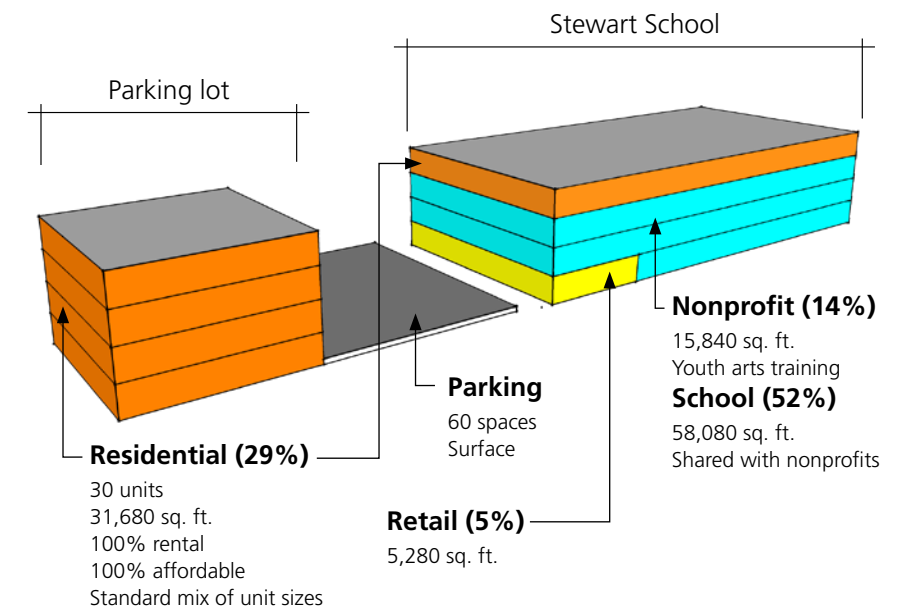 Stewart School
Parking lot
Nonprofit (14%)
15,840 sq. ft.
Youth arts training
School (52%)
58,080 sq. ft.
Shared with nonprofits
Parking
60 spaces
Surface
Residential (29%)
30 units
31,680 sq. ft.
100% rental
100% affordable
Standard mix of unit sizes
Retail (5%)
5,280 sq. ft.